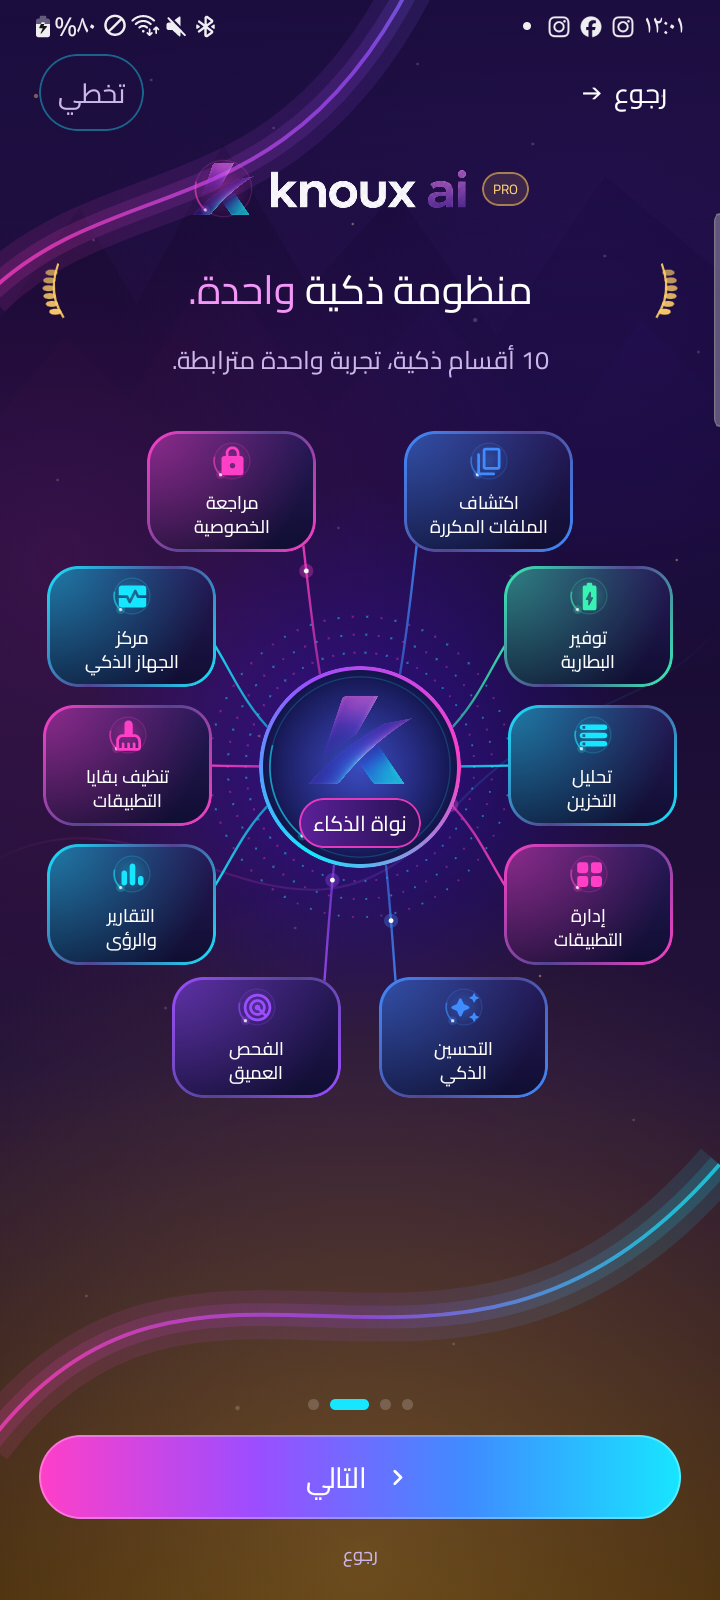 ١٢:٠١
%٨٠
رجوع
تخطي
knoux ai PRO
منظومة ذكية واحدة.
10 أقسام ذكية، تجربة واحدة مترابطة.
اكتشاف
الملفات المكررة
مراجعة
الخصوصية
توفير
البطارية
مركز
الجهاز الذكي
تحليل
التخزين
تنظيف بقايا
التطبيقات
نواة الذكاء
إدارة
التطبيقات
التقارير
والرؤى
التحسين
الذكي
الفحص
العميق
التالي
رجوع